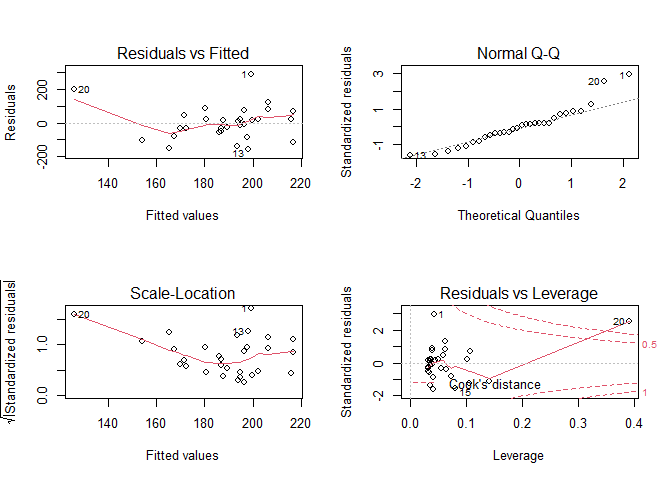 Residuals vs Fitted
Residuals
200
0
-200
1
20
13
140 160 180 200 220
Fitted values
Normal Q-Q
Standardized residuals
3
1
-1
1
20
13
-2 -1 0 1 2
Theoretical Quantiles
Scale-Location
√|Standardized residuals|
1.0
0.0
1
20
13
140 160 180 200 220
Fitted values
Residuals vs Leverage
Standardized residuals
2
0
-2
1
20
15
Cook's distance
0.5
1
0.0 0.1 0.2 0.3 0.4
Leverage